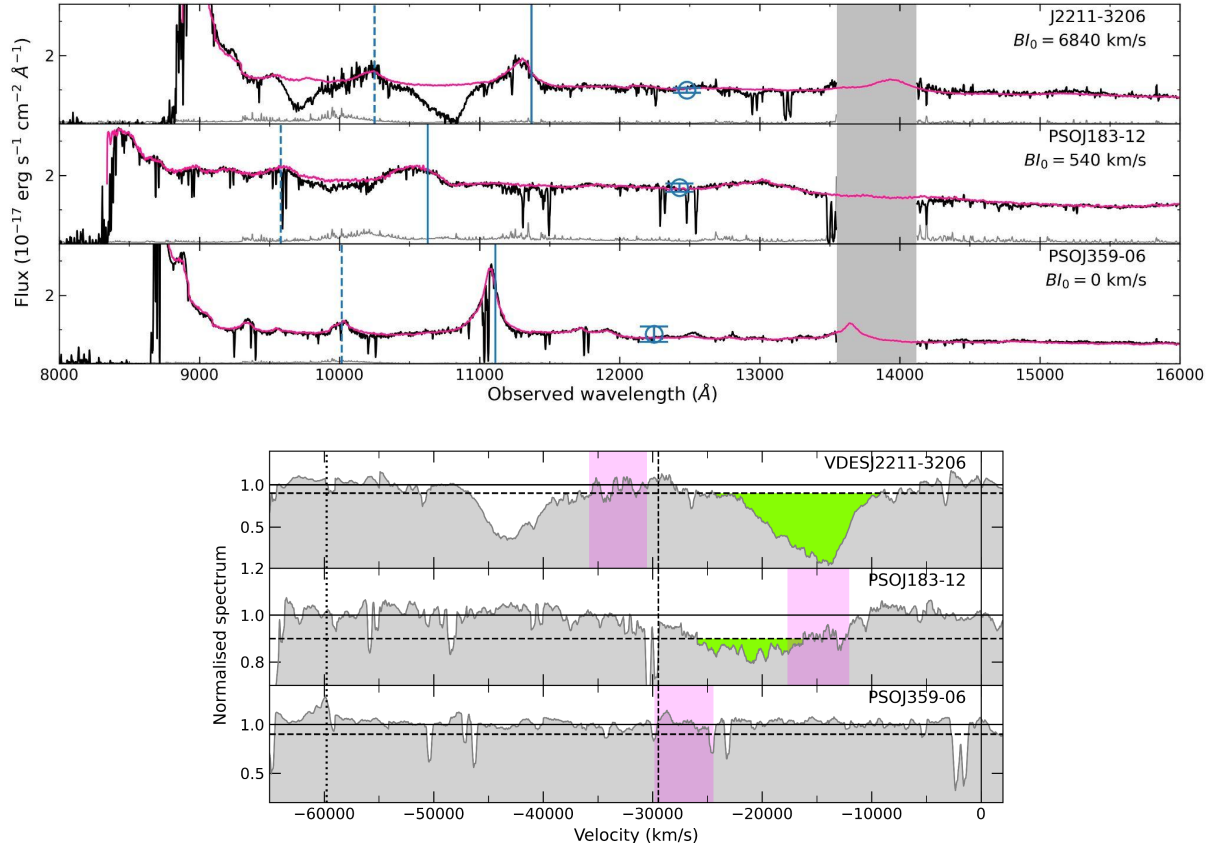 J2211-3206
BI₀ = 6840 km/s
2
PSOJ183-12
BI₀ = 540 km/s
2
PSOJ359-06
BI₀ = 0 km/s
2
Flux (10⁻¹⁷ erg s⁻¹ cm⁻² Å⁻¹)
8000 9000 10000 11000 12000 13000 14000 15000 16000
Observed wavelength (Å)
VDESJ2211-3206
1.0
0.5
1.2
PSOJ183-12
1.0
0.8
PSOJ359-06
1.0
0.5
Normalised spectrum
−60000 −50000 −40000 −30000 −20000 −10000 0
Velocity (km/s)